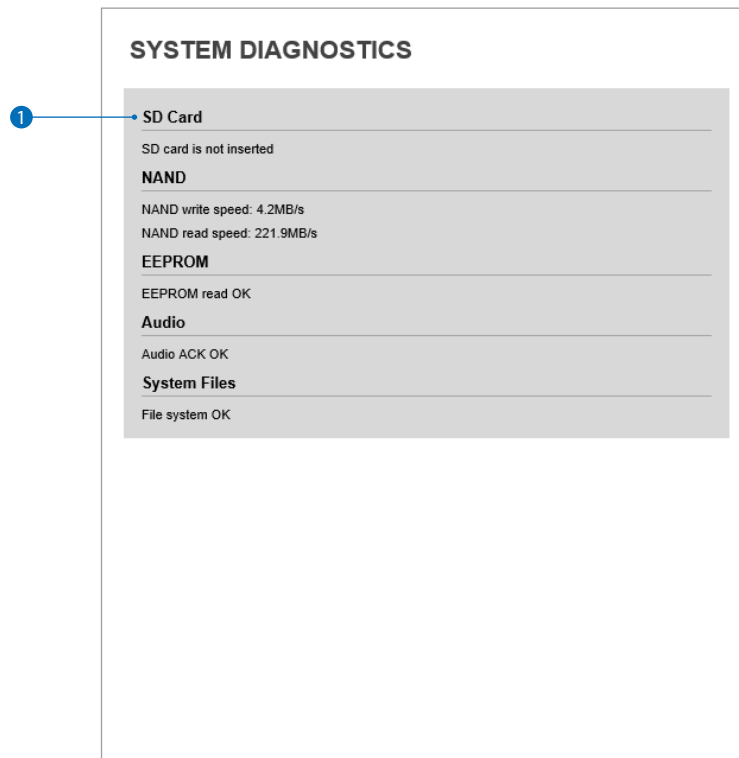 SYSTEM DIAGNOSTICS
1
SD Card
SD card is not inserted
NAND
NAND write speed: 4.2MB/s
NAND read speed: 221.9MB/s
EEPROM
EEPROM read OK
Audio
Audio ACK OK
System Files
File system OK